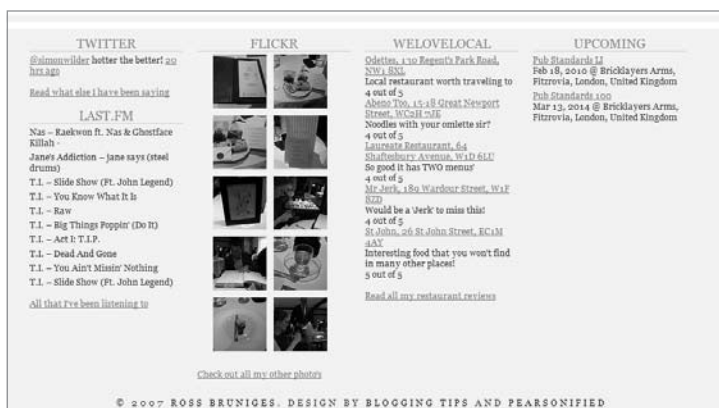 TWITTER
@simonwilder hotter the better! 20
hrs ago
Read what else I have been saying
LAST.FM
Nas – Raekwon ft. Nas & Ghostface
Killah -
Jane's Addiction – jane says (steel
drums)
T.I. – Slide Show (Ft. John Legend)
T.I. – You Know What It Is
T.I. – Raw
T.I. – Big Things Poppin' (Do It)
T.I. – Act I: T.I.P.
T.I. – Dead And Gone
T.I. – You Ain't Missin' Nothing
T.I. – Slide Show (Ft. John Legend)
All that I've been listening to
FLICKR
Check out all my other photo's
WELOVELOCAL
Odettes, 130 Regent's Park Road,
NW1 8XL
Local restaurant worth traveling to
4 out of 5
Abeno Too, 15-18 Great Newport
Street, WC2H 7JE
Noodles with your omlette sir?
4 out of 5
Laureate Restaurant, 64
Shaftesbury Avenue, W1D 6LU
So good it has TWO menus'
4 out of 5
Mr Jerk, 189 Wardour Street, W1F
8ZD
Would be a 'Jerk' to miss this!
4 out of 5
St John, 26 St John Street, EC1M
4AY
Interesting food that you won't find
in many other places!
5 out of 5
Read all my restaurant reviews
UPCOMING
Pub Standards LI
Feb 18, 2010 @ Bricklayers Arms,
Fitzrovia, London, United Kingdom
Pub Standards 100
Mar 13, 2014 @ Bricklayers Arms,
Fitzrovia, London, United Kingdom
© 2007 ROSS BRUNIGES. DESIGN BY BLOGGING TIPS AND PEARSONIFIED